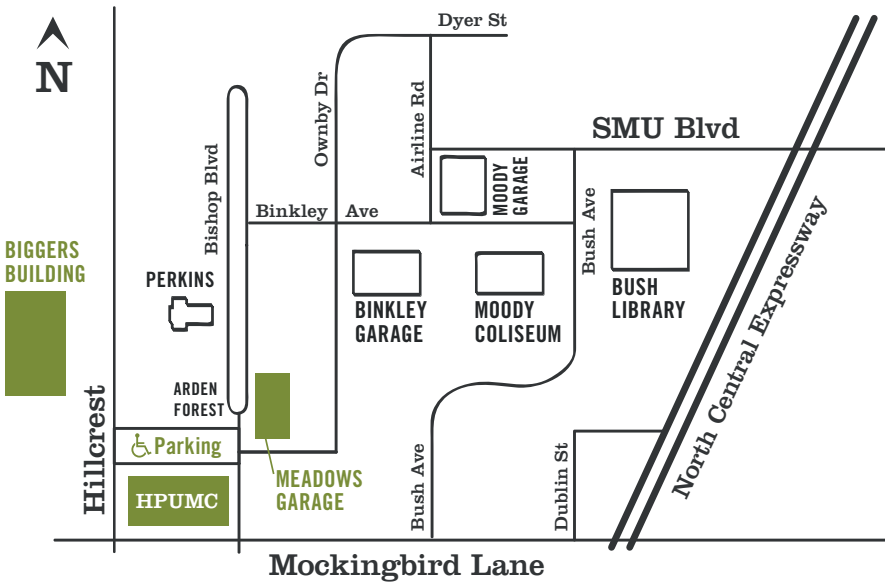 Dyer St
N
Ownby Dr
Airline Rd
SMU Blvd
Bishop Blvd
MOODY
GARAGE
Binkley Ave
Bush Ave
BIGGERS
BUILDING
PERKINS
BINKLEY
GARAGE
MOODY
COLISEUM
BUSH
LIBRARY
North Central Expressway
ARDEN
FOREST
Hillcrest
Parking
MEADOWS
GARAGE
HPUMC
Bush Ave
Dublin St
Mockingbird Lane